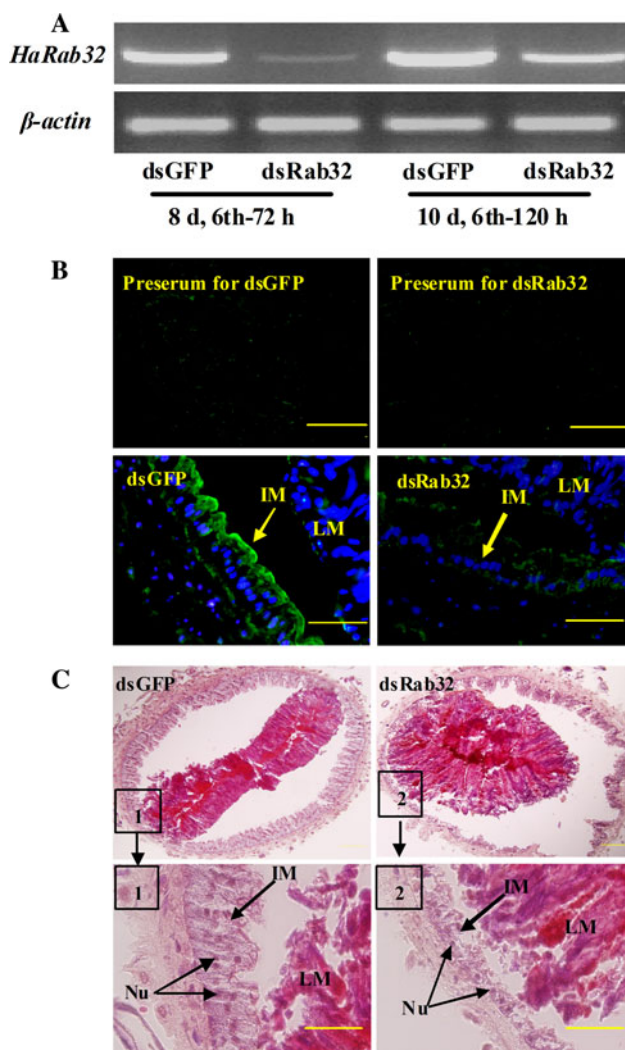 A
HaRab32
β-actin
dsGFP dsRab32 dsGFP dsRab32
8 d, 6th-72 h 10 d, 6th-120 h
B
Preserum for dsGFP Preserum for dsRab32
dsGFP dsRab32
IM LM IM LM
C
dsGFP dsRab32
1 2
1 IM 2 IM
LM LM
Nu Nu